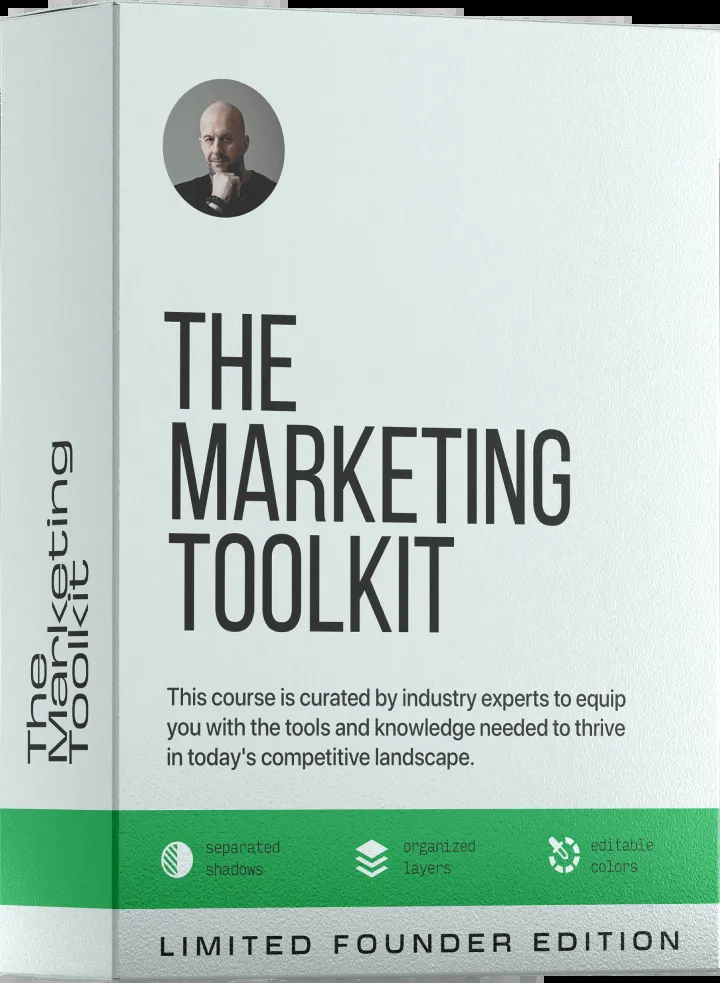 The
Marketing
Toolkit
THE
MARKETING
TOOLKIT
This course is curated by industry experts to equip
you with the tools and knowledge needed to thrive
in today's competitive landscape.
separated
shadows
organized
layers
editable
colors
LIMITED FOUNDER EDITION